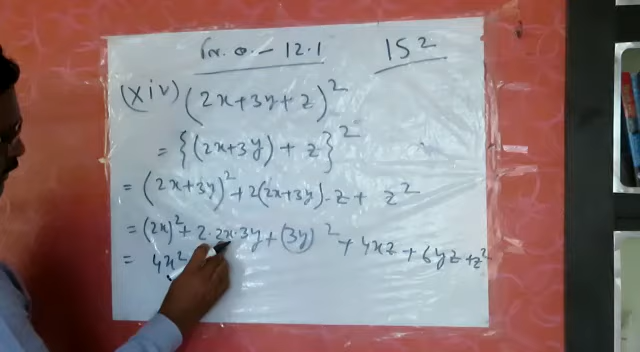 12.1 152
(xiv) (2x+3y+z)²
= {(2x+3y) + z}²
= (2x+3y)² + 2(2x+3y)·z + z²
= (2x)² + 2·2x·3y + (3y)² + 4xz + 6yz + z²
= 4x²